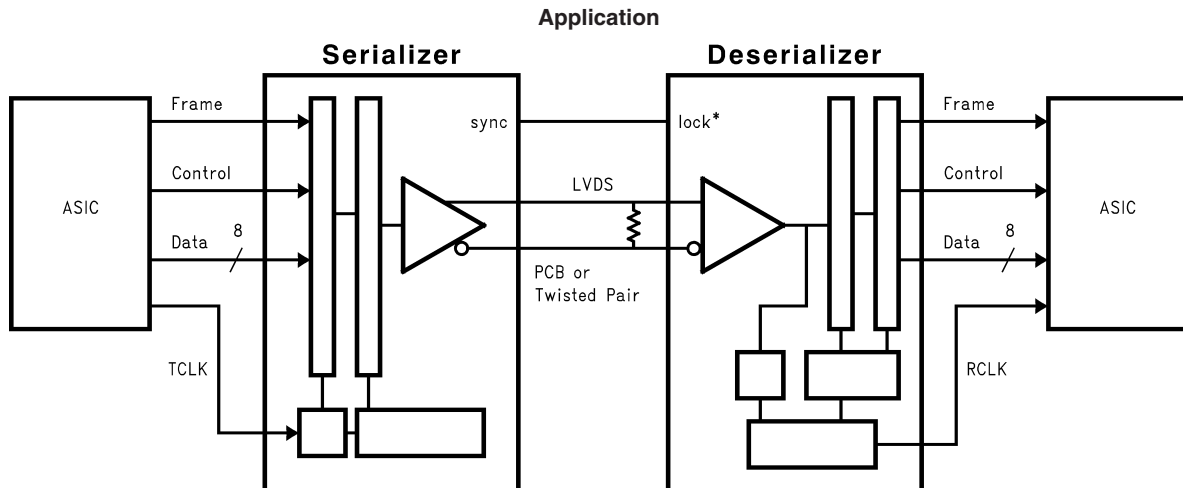 Application
Serializer
Deserializer
Frame
sync
lock*
Frame
Control
LVDS
Control
ASIC
ASIC
Data
8
Data
8
PCB or
Twisted Pair
TCLK
RCLK